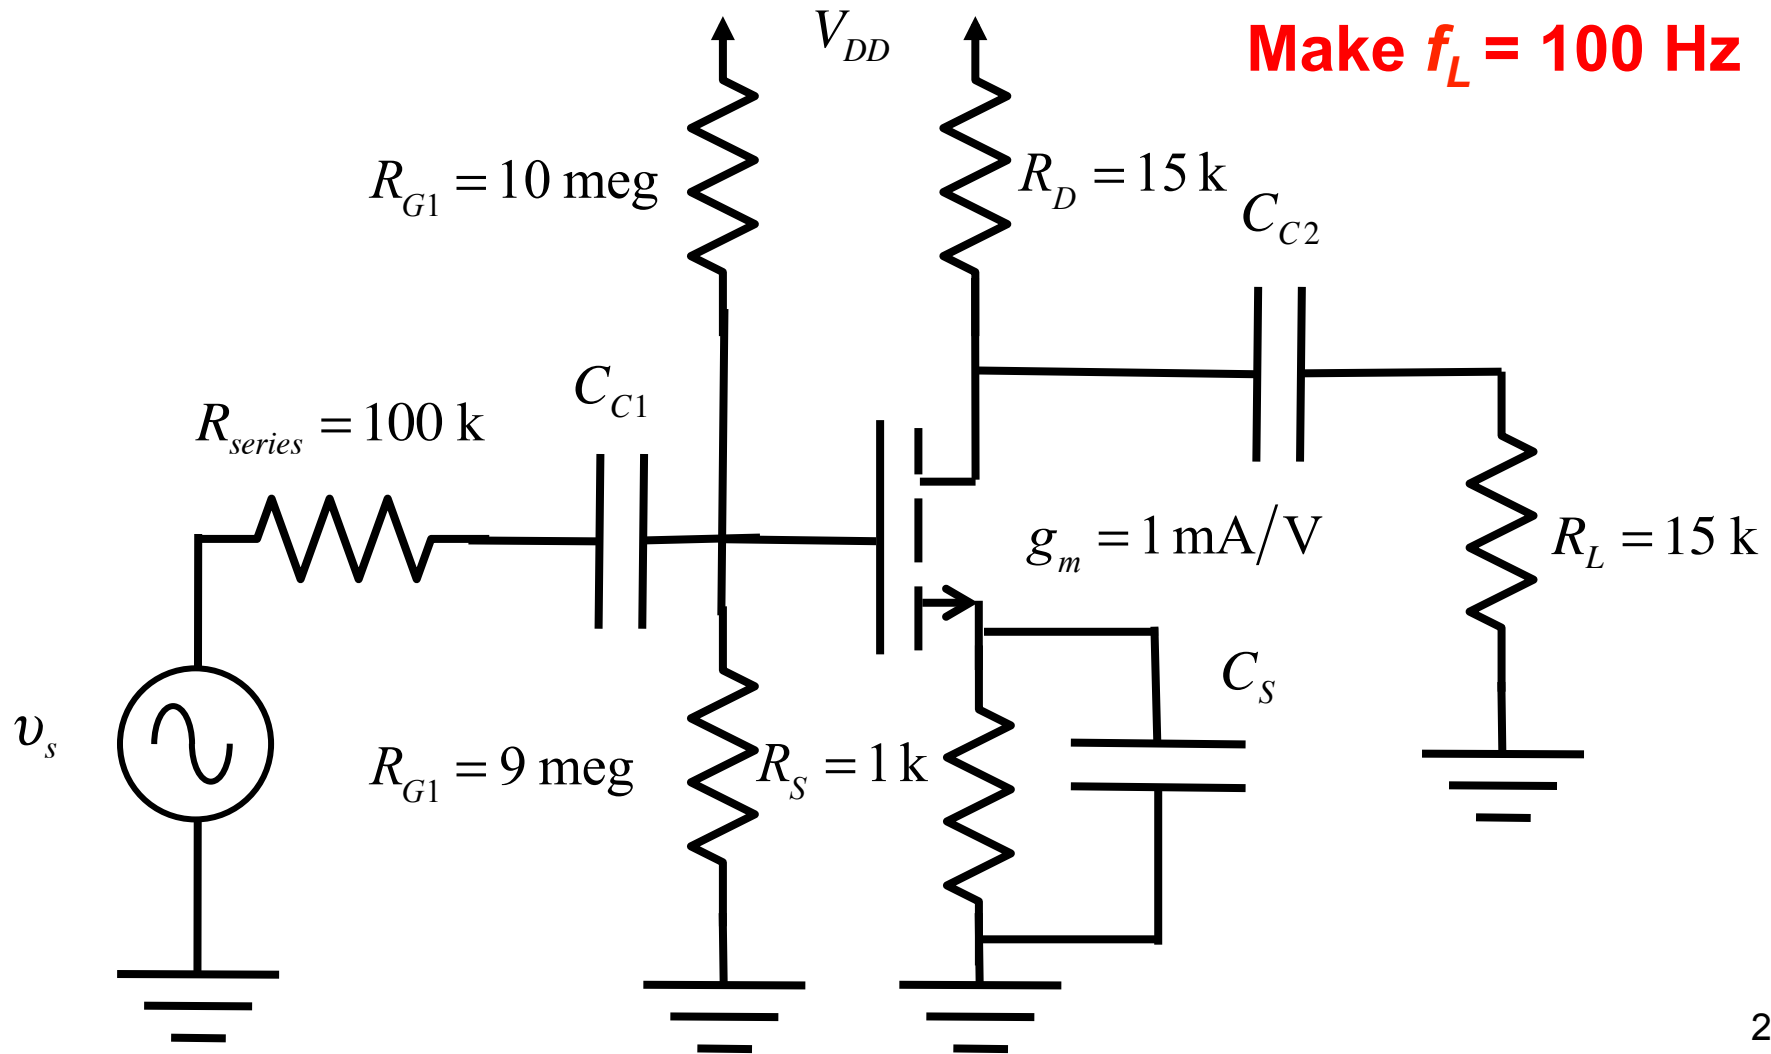 Make f_L = 100 Hz
V_DD
R_G1 = 10 meg
R_D = 15 k
C_C2
C_C1
R_series = 100 k
g_m = 1 mA/V
R_L = 15 k
C_S
υ_s
R_G1 = 9 meg
R_S = 1 k
2